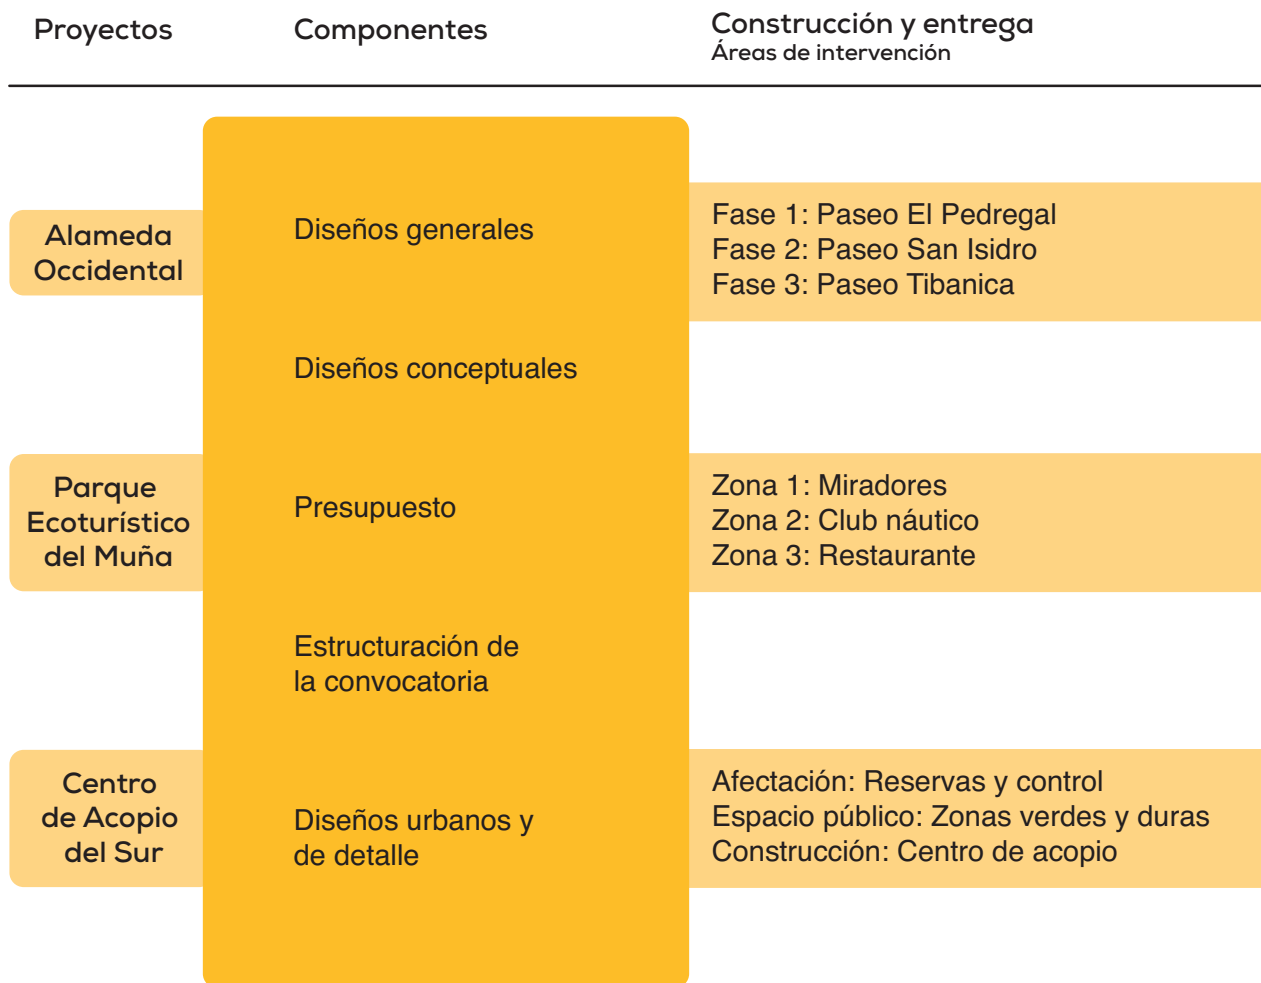 Proyectos
Componentes
Construcción y entrega
Áreas de intervención
Alameda
Occidental
Parque
Ecoturístico
del Muña
Centro
de Acopio
del Sur
Diseños generales
Diseños conceptuales
Presupuesto
Estructuración de
la convocatoria
Diseños urbanos y
de detalle
Fase 1: Paseo El Pedregal
Fase 2: Paseo San Isidro
Fase 3: Paseo Tibanica
Zona 1: Miradores
Zona 2: Club náutico
Zona 3: Restaurante
Afectación: Reservas y control
Espacio público: Zonas verdes y duras
Construcción: Centro de acopio